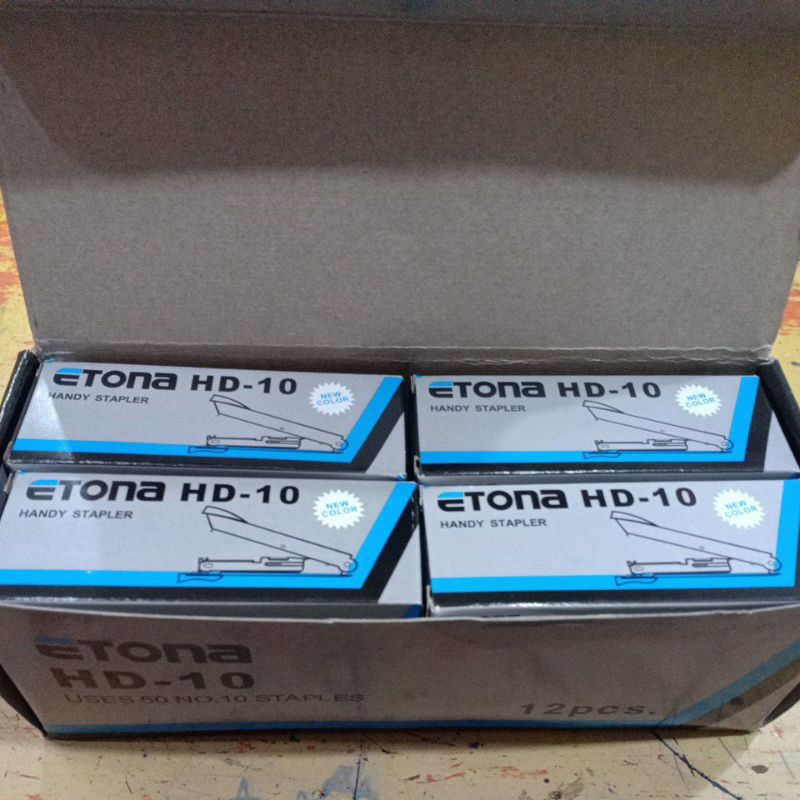 ETONA HD-10
HANDY STAPLER
NEW
COLOR
ETONA HD-10
HANDY STAPLER
NEW
COLOR
ETONA HD-10
HANDY STAPLER
NEW
COLOR
ETONA HD-10
HANDY STAPLER
NEW
COLOR
ETONA
HD-10
USES 50 NO.10 STAPLES
12pcs.